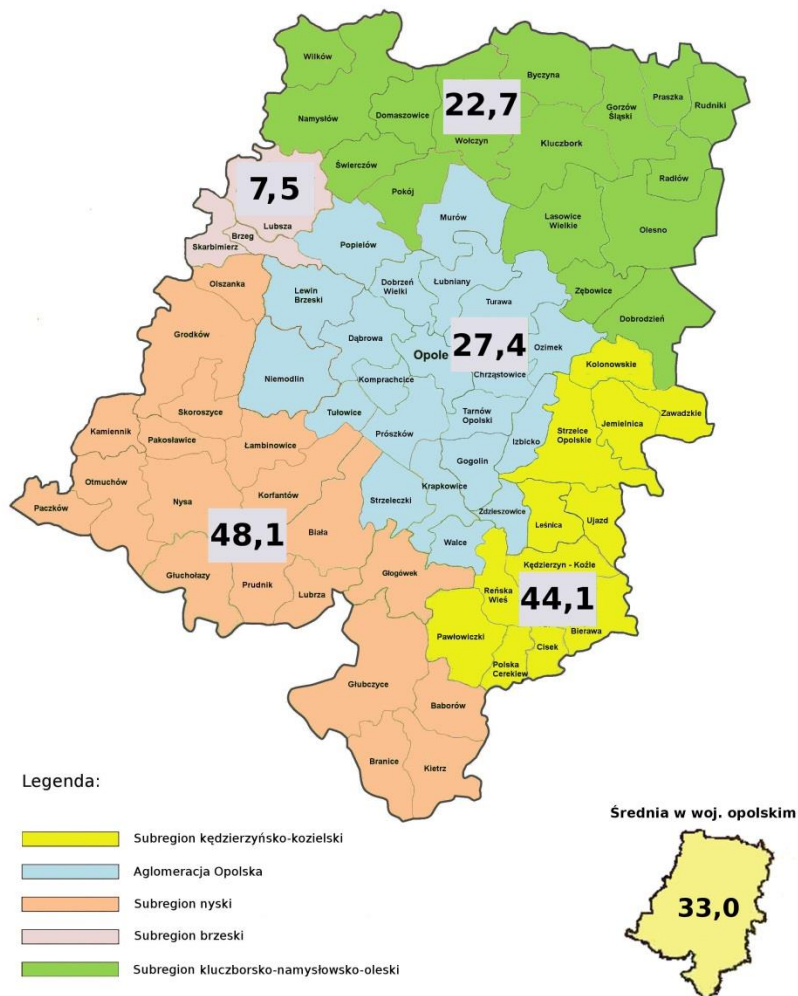 Wilków
Byczyna
Praszka
Rudniki
Gorzów
Śląski
Namysłów
Domaszowice
22,7
Wołczyn
Kluczbork
Świerczów
Radłów
Pokój
7,5
Lubsza
Murów
Lasowice
Wielkie
Olesno
Brzeg
Skarbimierz
Popielów
Olszanka
Lewin
Brzeski
Dobrzeń
Wielki
Łubniany
Turawa
Zębowice
Dobrodzień
Grodków
Dąbrowa
Opole
27,4
Ozimek
Chrząstowice
Kolonowskie
Niemodlin
Komprachcice
Skoroszyce
Tułowice
Tarnów
Opolski
Zawadzkie
Jemielnica
Strzelce
Opolskie
Kamiennik
Pakosławice
Łambinowice
Prószków
Izbicko
Otmuchów
Gogolin
Paczków
Nysa
Korfantów
Strzeleczki
Krapkowice
Zdzieszowice
Leśnica
Ujazd
48,1
Biała
Walce
Głuchołazy
Prudnik
Lubrza
Głogówek
Kędzierzyn - Koźle
Reńska
Wieś
44,1
Bierawa
Pawłowiczki
Cisek
Polska
Cerekiew
Głubczyce
Baborów
Branice
Kietrz
Legenda:
Subregion kędzierzyńsko-kozielski
Aglomeracja Opolska
Subregion nyski
Subregion brzeski
Subregion kluczborsko-namysłowsko-oleski
Średnia w woj. opolskim
33,0